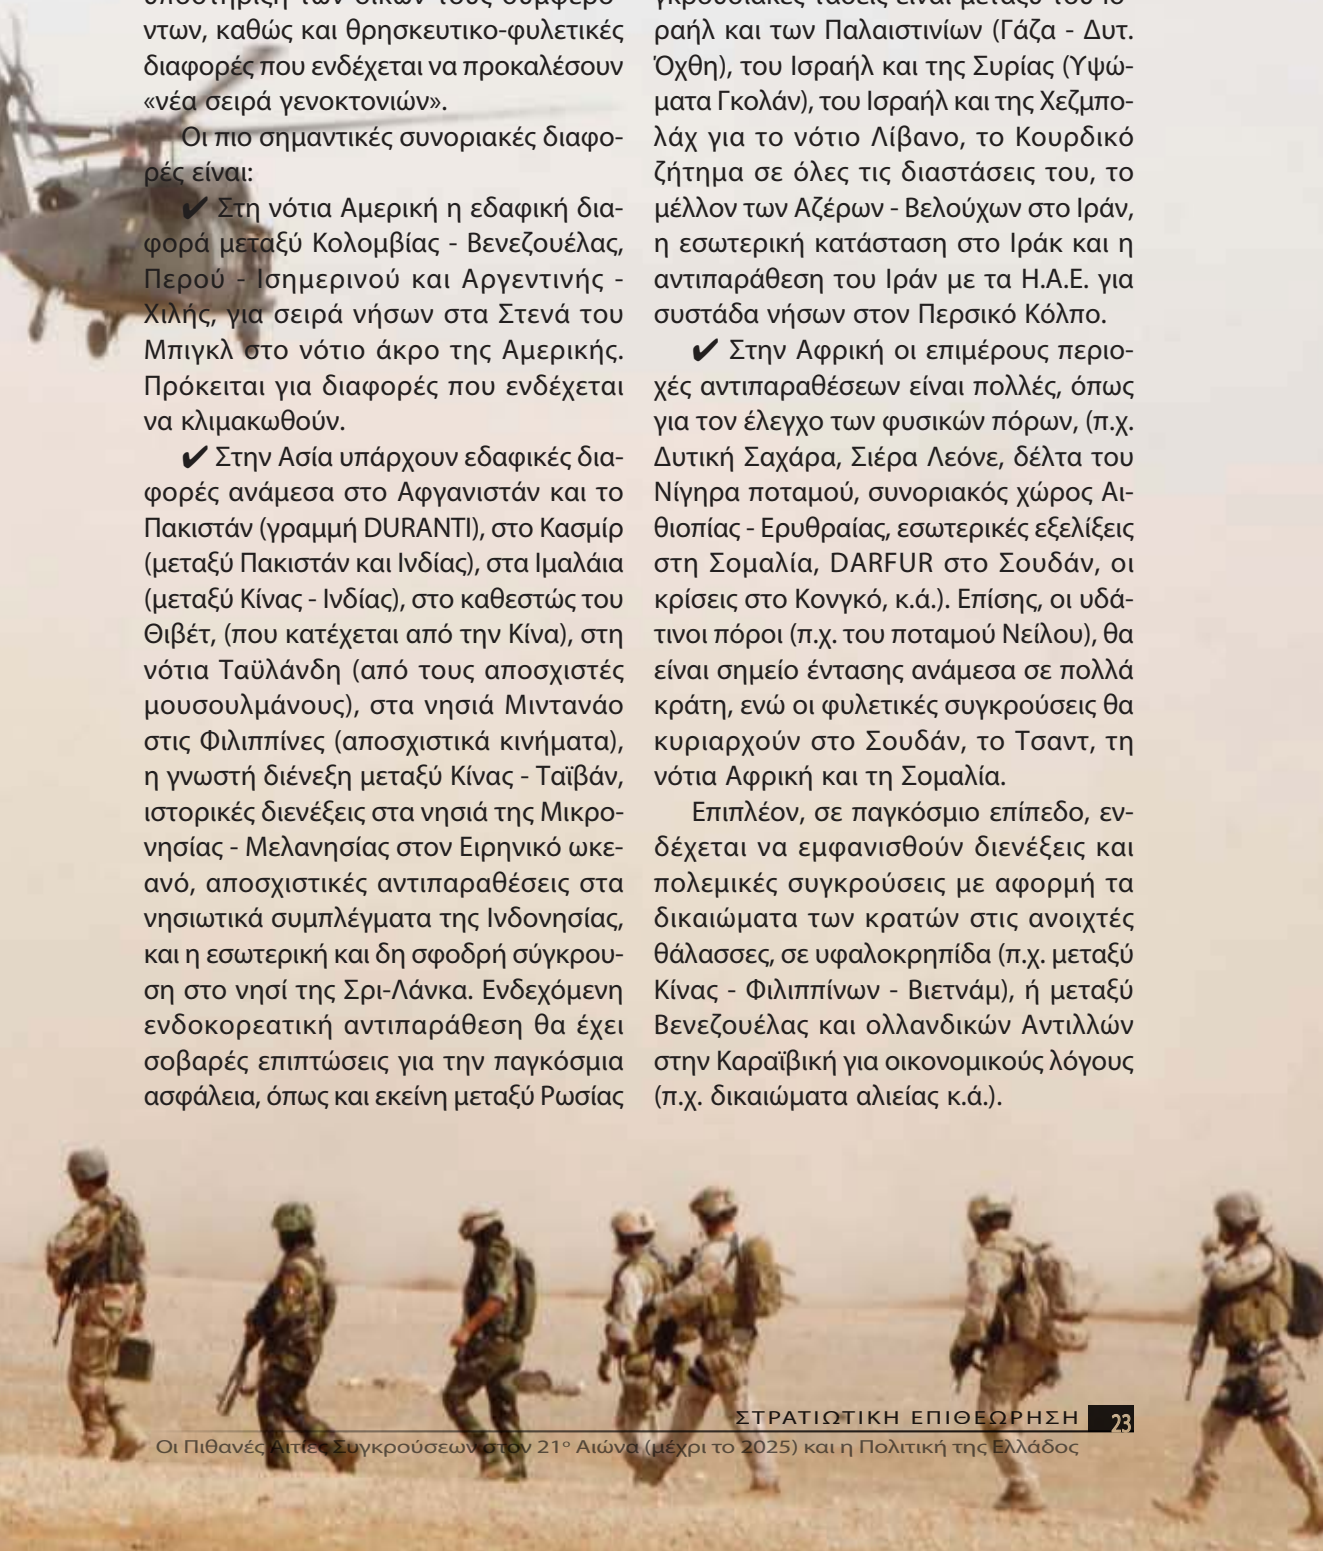 ντων, καθώς και θρησκευτικο-φυλετικές
διαφορές που ενδέχεται να προκαλέσουν
«νέα σειρά γενοκτονιών».
Οι πιο σημαντικές συνοριακές διαφο-
ρές είναι:
✔ Στη νότια Αμερική η εδαφική δια-
φορά μεταξύ Κολομβίας - Βενεζουέλας,
Περού - Ισημερινού και Αργεντινής -
Χιλής, για σειρά νήσων στα Στενά του
Μπιγκλ στο νότιο άκρο της Αμερικής.
Πρόκειται για διαφορές που ενδέχεται
να κλιμακωθούν.
✔ Στην Ασία υπάρχουν εδαφικές δια-
φορές ανάμεσα στο Αφγανιστάν και το
Πακιστάν (γραμμή DURANTI), στο Κασμίρ
(μεταξύ Πακιστάν και Ινδίας), στα Ιμαλάια
(μεταξύ Κίνας - Ινδίας), στο καθεστώς του
Θιβέτ, (που κατέχεται από την Κίνα), στη
νότια Ταϋλάνδη (από τους αποσχιστές
μουσουλμάνους), στα νησιά Μιντανάο
στις Φιλιππίνες (αποσχιστικά κινήματα),
η γνωστή διένεξη μεταξύ Κίνας - Ταϊβάν,
ιστορικές διενέξεις στα νησιά της Μικρο-
νησίας - Μελανησίας στον Ειρηνικό ωκε-
ανό, αποσχιστικές αντιπαραθέσεις στα
νησιωτικά συμπλέγματα της Ινδονησίας,
και η εσωτερική και δη σφοδρή σύγκρου-
ση στο νησί της Σρι-Λάνκα. Ενδεχόμενη
ενδοκορεατική αντιπαράθεση θα έχει
σοβαρές επιπτώσεις για την παγκόσμια
ασφάλεια, όπως και εκείνη μεταξύ Ρωσίας
ραήλ και των Παλαιστινίων (Γάζα - Δυτ.
Όχθη), του Ισραήλ και της Συρίας (Υψώ-
ματα Γκολάν), του Ισραήλ και της Χεζμπο-
λάχ για το νότιο Λίβανο, το Κουρδικό
ζήτημα σε όλες τις διαστάσεις του, το
μέλλον των Αζέρων - Βελούχων στο Ιράν,
η εσωτερική κατάσταση στο Ιράκ και η
αντιπαράθεση του Ιράν με τα Η.Α.Ε. για
συστάδα νήσων στον Περσικό Κόλπο.
✔ Στην Αφρική οι επιμέρους περιο-
χές αντιπαραθέσεων είναι πολλές, όπως
για τον έλεγχο των φυσικών πόρων, (π.χ.
Δυτική Σαχάρα, Σιέρα Λεόνε, δέλτα του
Νίγηρα ποταμού, συνοριακός χώρος Αι-
θιοπίας - Ερυθραίας, εσωτερικές εξελίξεις
στη Σομαλία, DARFUR στο Σουδάν, οι
κρίσεις στο Κονγκό, κ.ά.). Επίσης, οι υδά-
τινοι πόροι (π.χ. του ποταμού Νείλου), θα
είναι σημείο έντασης ανάμεσα σε πολλά
κράτη, ενώ οι φυλετικές συγκρούσεις θα
κυριαρχούν στο Σουδάν, το Τσαντ, τη
νότια Αφρική και τη Σομαλία.
Επιπλέον, σε παγκόσμιο επίπεδο, εν-
δέχεται να εμφανισθούν διενέξεις και
πολεμικές συγκρούσεις με αφορμή τα
δικαιώματα των κρατών στις ανοιχτές
θάλασσες, σε υφαλοκρηπίδα (π.χ. μεταξύ
Κίνας - Φιλιππίνων - Βιετνάμ), ή μεταξύ
Βενεζουέλας και ολλανδικών Αντιλλών
στην Καραϊβική για οικονομικούς λόγους
(π.χ. δικαιώματα αλιείας κ.ά.).
ΣΤΡΑΤΙΩΤΙΚΗ ΕΠΙΘΕΩΡΗΣΗ 23
Οι Πιθανές Αιτίες Συγκρούσεων στον 21ο Αιώνα (μέχρι το 2025) και η Πολιτική της Ελλάδος